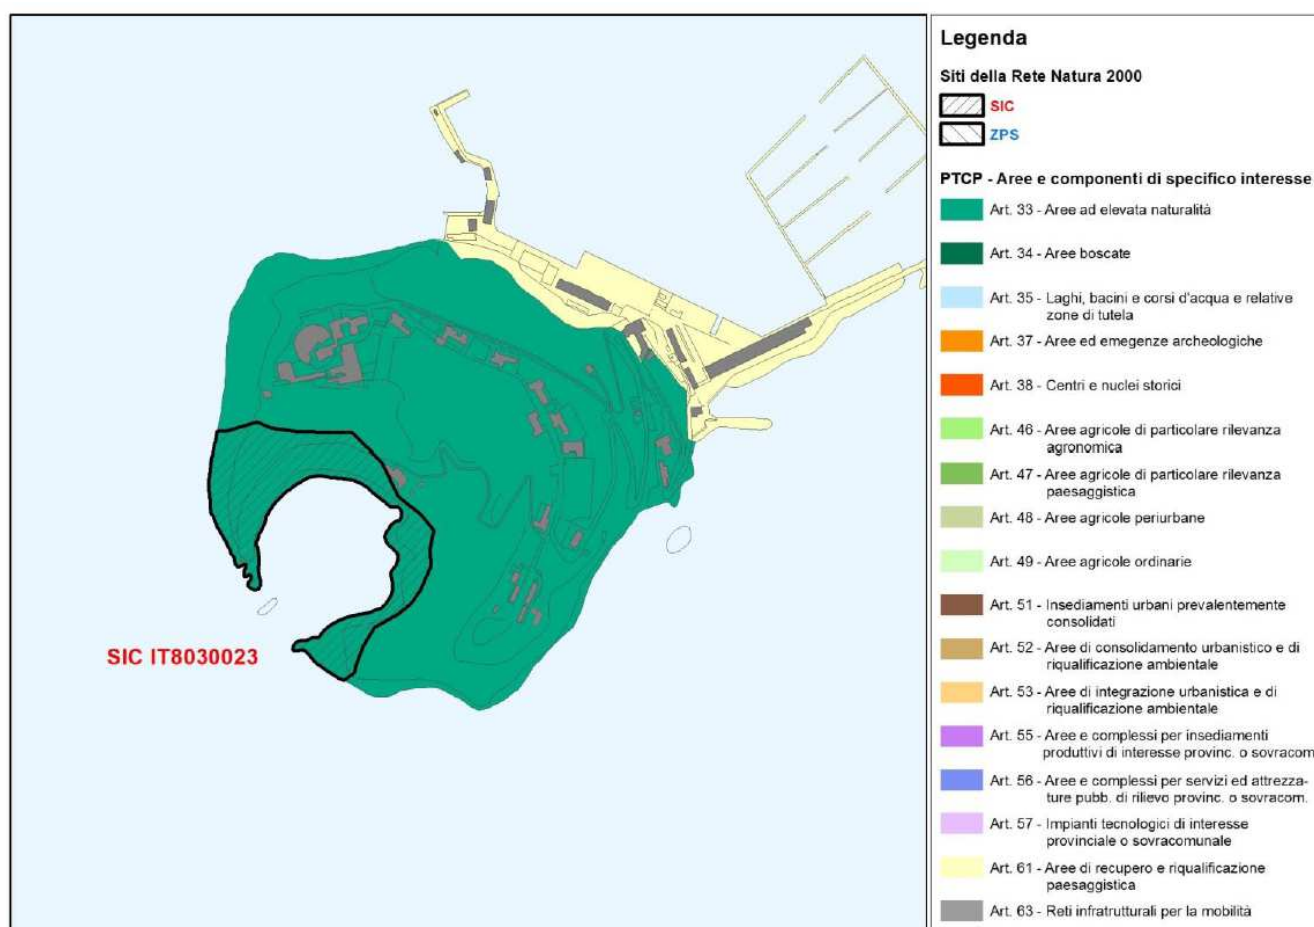 Legenda
Siti della Rete Natura 2000
SIC
ZPS
PTCP - Aree e componenti di specifico interesse
Art. 33 - Aree ad elevata naturalità
Art. 34 - Aree boscate
Art. 35 - Laghi, bacini e corsi d'acqua e relative
zone di tutela
Art. 37 - Aree ed emegenze archeologiche
Art. 38 - Centri e nuclei storici
Art. 46 - Aree agricole di particolare rilevanza
agronomica
Art. 47 - Aree agricole di particolare rilevanza
paesaggistica
Art. 48 - Aree agricole periurbane
Art. 49 - Aree agricole ordinarie
Art. 51 - Insediamenti urbani prevalentemente
consolidati
Art. 52 - Aree di consolidamento urbanistico e di
riqualificazione ambientale
Art. 53 - Aree di integrazione urbanistica e di
riqualificazione ambientale
Art. 55 - Aree e complessi per insediamenti
produttivi di interesse provinc. o sovracom
Art. 56 - Aree e complessi per servizi ed attrezza-
ture pubb. di rilievo provinc. o sovracom.
Art. 57 - Impianti tecnologici di interesse
provinciale o sovracomunale
Art. 61 - Aree di recupero e riqualificazione
paesaggistica
Art. 63 - Reti infratrutturali per la mobilità
SIC IT8030023